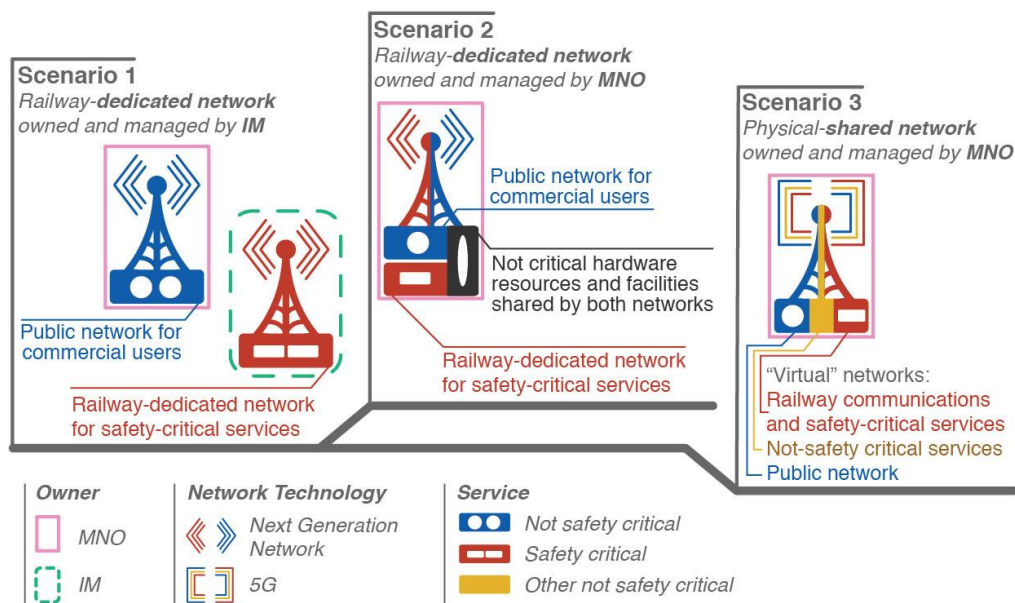 Scenario 1
Railway-dedicated network
owned and managed by IM
Public network for
commercial users
Railway-dedicated network
for safety-critical services
Scenario 2
Railway-dedicated network
owned and managed by MNO
Public network for
commercial users
Not critical hardware
resources and facilities
shared by both networks
Railway-dedicated network
for safety-critical services
Scenario 3
Physical-shared network
owned and managed by MNO
“Virtual” networks:
Railway communications
and safety-critical services
Not-safety critical services
Public network
Owner
MNO
IM
Network Technology
Next Generation
Network
5G
Service
Not safety critical
Safety critical
Other not safety critical